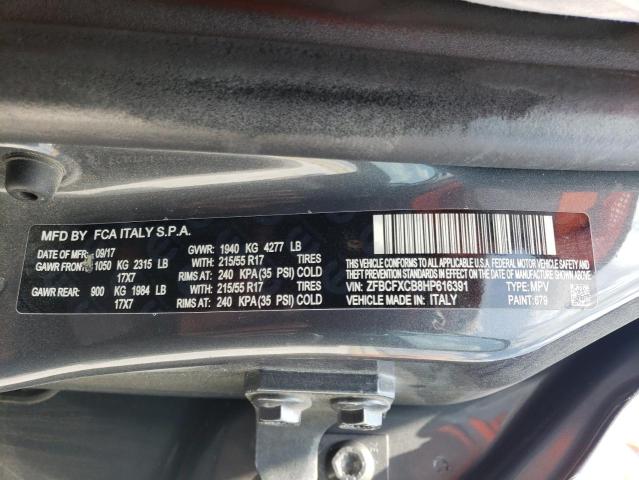 MFD BY FCA ITALY S.P.A.
DATE OF MFR: 09/17 GVWR: 1940 KG 4277 LB
GAWR FRONT: 1050 KG 2315 LB WITH: 215/55 R17 TIRES
17X7 RIMS AT: 240 KPA (35 PSI) COLD
GAWR REAR: 900 KG 1984 LB WITH: 215/55 R17 TIRES
17X7 RIMS AT: 240 KPA (35 PSI) COLD
THIS VEHICLE CONFORMS TO ALL APPLICABLE
U.S.A. FEDERAL MOTOR VEHICLE SAFETY,
BUMPER, AND THEFT PREVENTION STANDARDS
IN EFFECT ON THE DATE OF
MANUFACTURE SHOWN ABOVE.
VIN: ZFBCFXCB8HP616391 TYPE: MPV
VEHICLE MADE IN: ITALY PAINT: 679